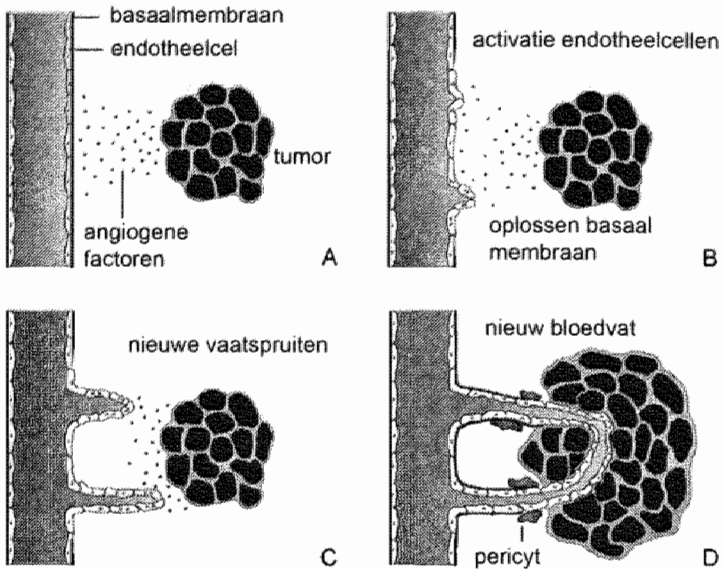 basaalmembraan
endotheelcel
tumor
angiogene
factoren
A
activatie endotheelcellen
oplossen basaal
membraan
B
nieuwe vaatspruiten
C
nieuw bloedvat
pericyt
D